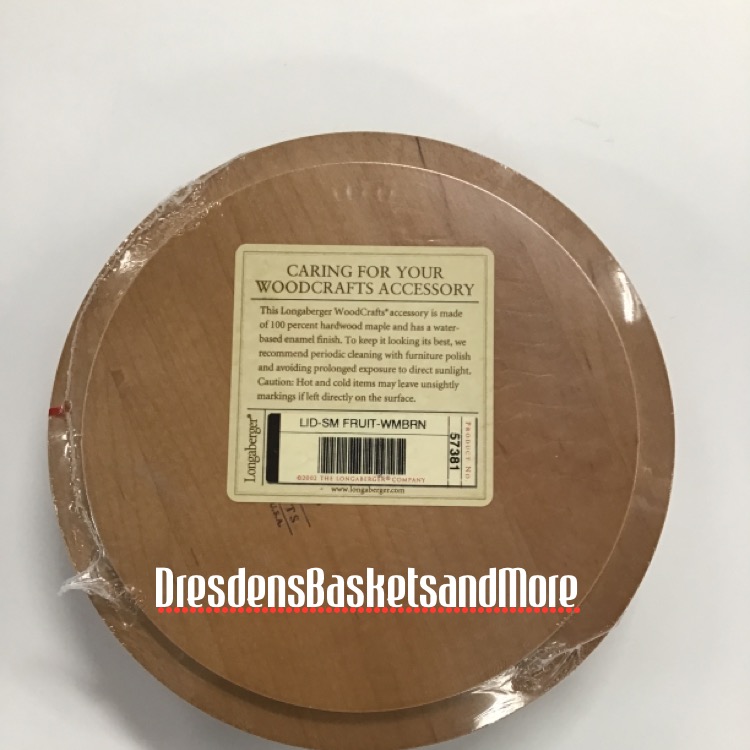 CARING FOR YOUR
WOODCRAFTS ACCESSORY
This Longaberger WoodCrafts® accessory is made
of 100 percent hardwood maple and has a water-
based enamel finish. To keep it looking its best, we
recommend periodic cleaning with furniture polish
and avoiding prolonged exposure to direct sunlight.
Caution: Hot and cold items may leave unsightly
markings if left directly on the surface.
Longaberger®
LID-SM FRUIT-WMBRN
57381
PRODUCT No.
©2002 THE LONGABERGER® COMPANY
www.longaberger.com
DresdensBasketsandMore